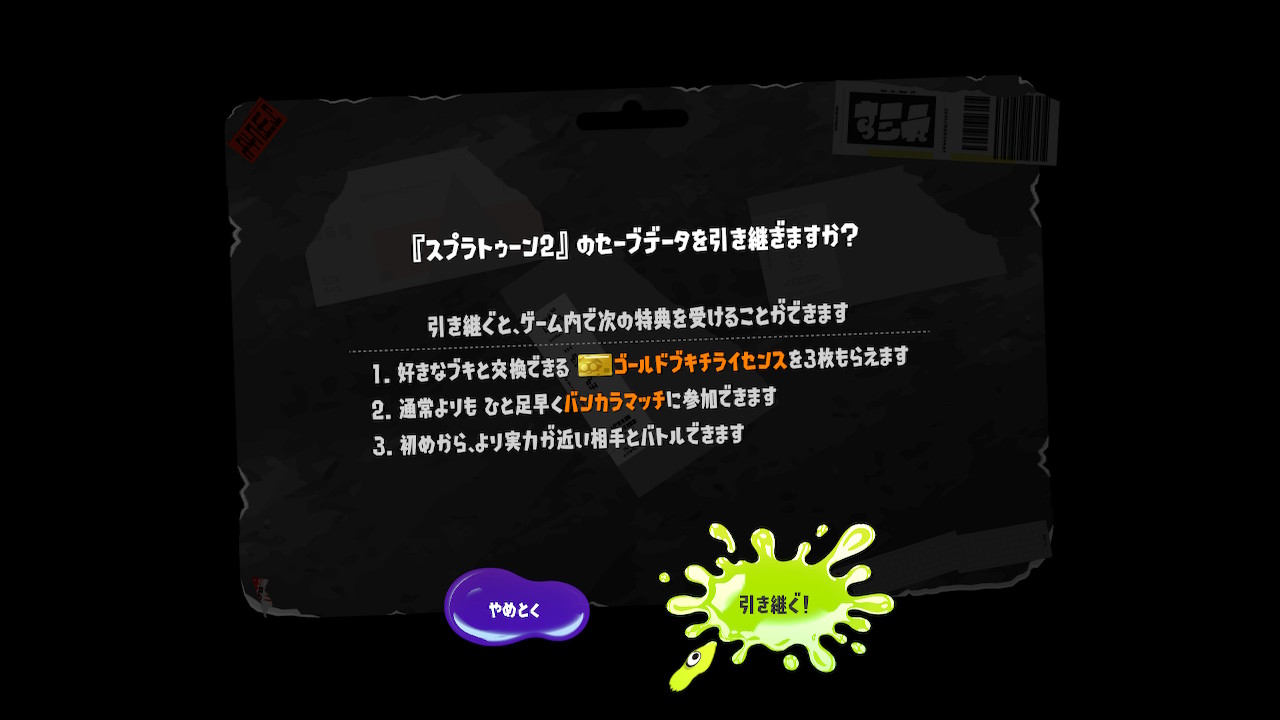 『スプラトゥーン2』のセーブデータを引き継ぎますか?
引き継ぐと、ゲーム内で次の特典を受けることができます
1. 好きなブキと交換できる ゴールドブキチライセンスを3枚もらえます
2. 通常よりも ひと足早くバンカラマッチに参加できます
3. 初めから、より実力が近い相手とバトルできます
やめとく
引き継ぐ!